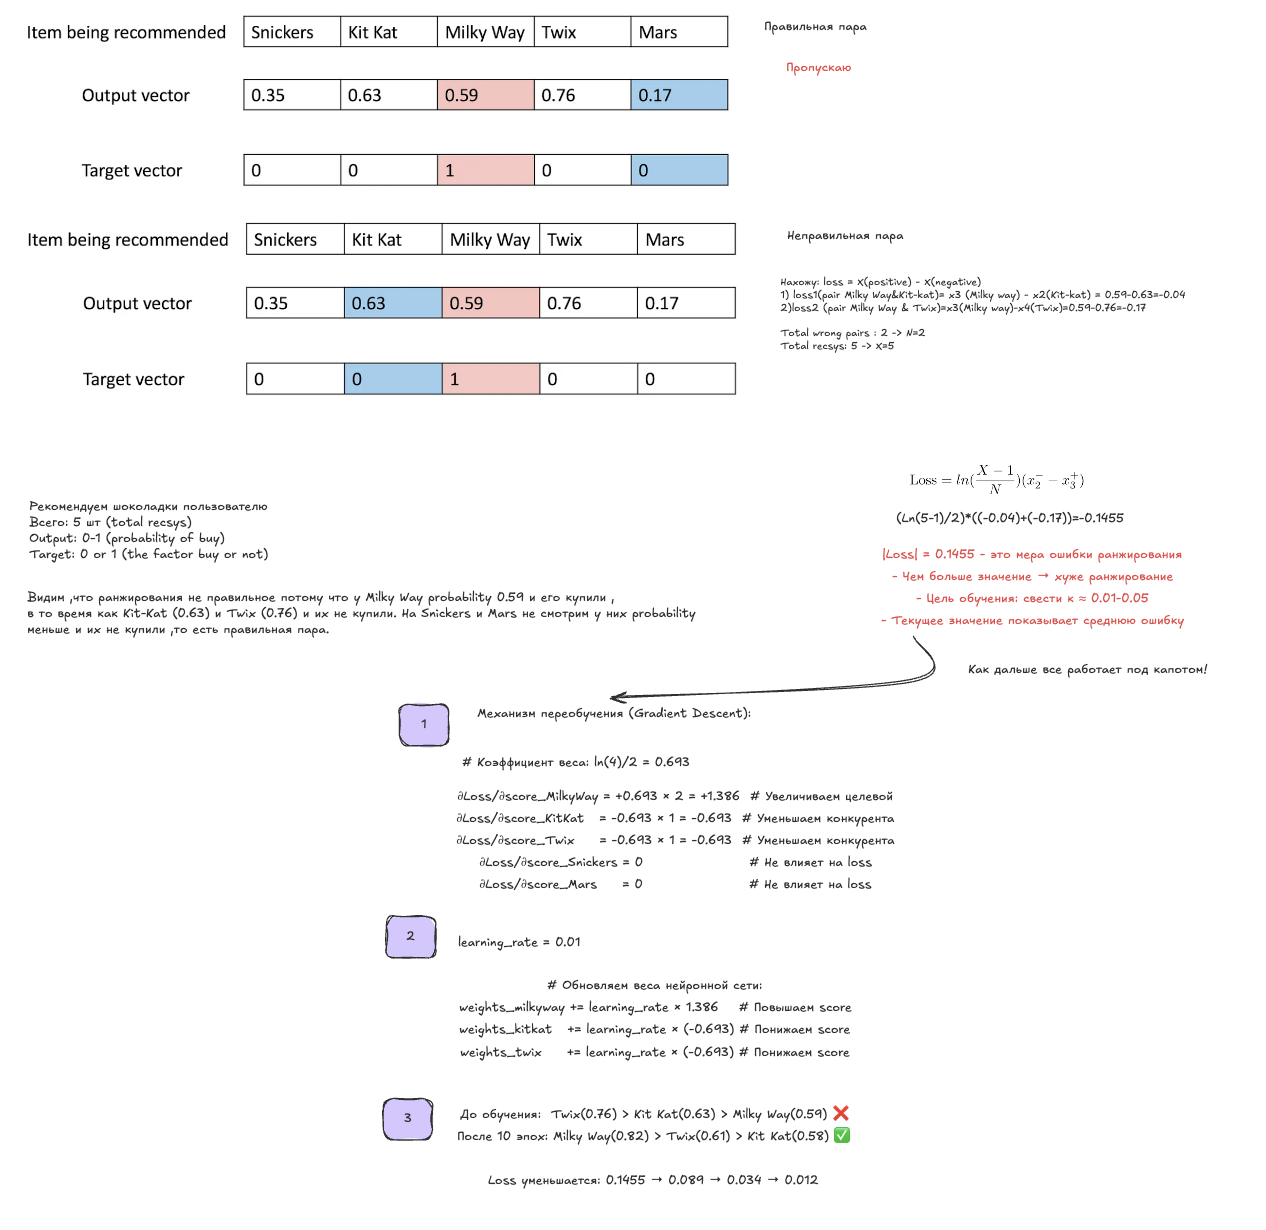 Item being recommended Snickers Kit Kat Milky Way Twix Mars
Output vector 0.35 0.63 0.59 0.76 0.17
Target vector 0 0 1 0 0
Правильная пара
Пропускаю
Item being recommended Snickers Kit Kat Milky Way Twix Mars
Output vector 0.35 0.63 0.59 0.76 0.17
Target vector 0 0 1 0 0
Неправильная пара
Нахожу: loss = X(positive) - X(negative)
1) loss1(pair Milky Way&Kit-kat)= x3 (Milky way) - x2(Kit-kat) = 0.59-0.63=-0.04
2)loss2 (pair Milky Way & Twix)=x3(Milky way)-x4(Twix)=0.59-0.76=-0.17
Total wrong pairs : 2 -> N=2
Total recsys: 5 -> X=5
Рекомендуем шоколадки пользователю
Всего: 5 шт (total recsys)
Output: 0-1 (probability of buy)
Target: 0 or 1 (the factor buy or not)
Видим ,что ранжирования не правильное потому что у Milky Way probability 0.59 и его купили ,
в то время как Kit-Kat (0.63) и Twix (0.76) и их не купили. На Snickers и Mars не смотрим у них probability
меньше и их не купили ,то есть правильная пара.
Loss = ln(\frac{X − 1}{N})(x_2^− − x_3^+)
(Ln(5-1)/2)*((-0.04)+(-0.17))=-0.1455
|Loss| = 0.1455 - это мера ошибки ранжирования
- Чем больше значение → хуже ранжирование
- Цель обучения: свести к ≈ 0.01-0.05
- Текущее значение показывает среднюю ошибку
Как дальше все работает под капотом!
1
Механизм переобучения (Gradient Descent):
# Коэффициент веса: ln(4)/2 = 0.693
∂Loss/∂score_MilkyWay = +0.693 × 2 = +1.386 # Увеличиваем целевой
∂Loss/∂score_KitKat = -0.693 × 1 = -0.693 # Уменьшаем конкурента
∂Loss/∂score_Twix = -0.693 × 1 = -0.693 # Уменьшаем конкурента
∂Loss/∂score_Snickers = 0 # Не влияет на loss
∂Loss/∂score_Mars = 0 # Не влияет на loss
2
learning_rate = 0.01
# Обновляем веса нейронной сети:
weights_milkyway += learning_rate × 1.386 # Повышаем score
weights_kitkat += learning_rate × (-0.693) # Понижаем score
weights_twix += learning_rate × (-0.693) # Понижаем score
3
До обучения: Twix(0.76) > Kit Kat(0.63) > Milky Way(0.59) ❌
После 10 эпох: Milky Way(0.82) > Twix(0.61) > Kit Kat(0.58) ✅
Loss уменьшается: 0.1455 → 0.089 → 0.034 → 0.012